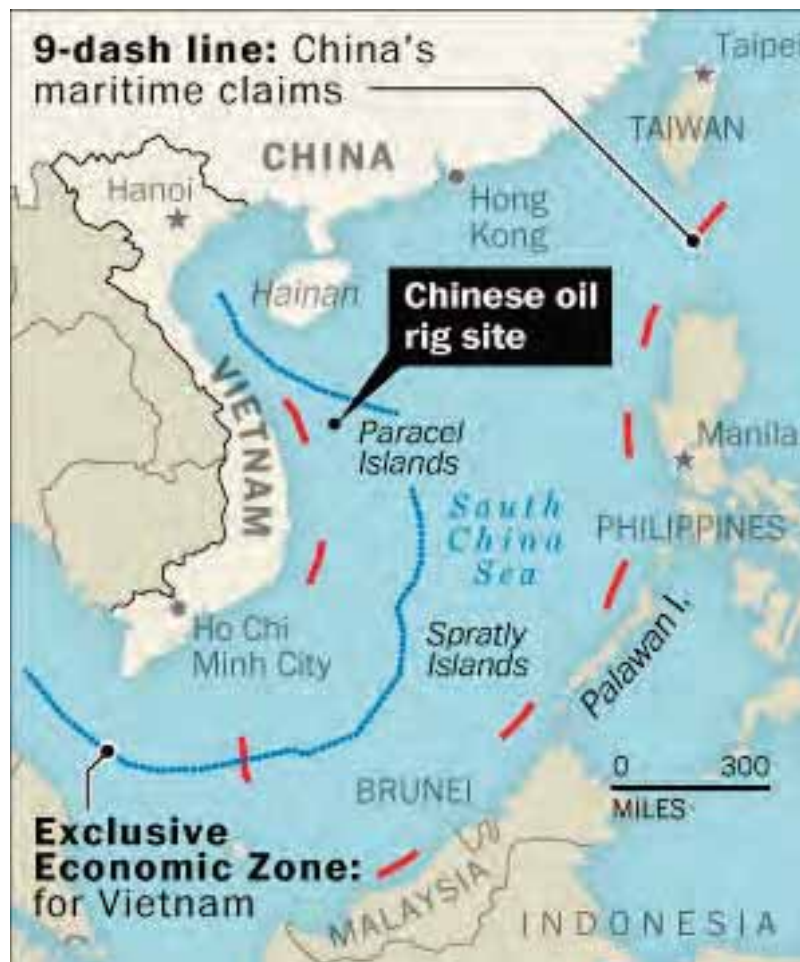 9-dash line: China's
maritime claims
Taipei
TAIWAN
CHINA
Hanoi
Hong
Kong
Hainan
Chinese oil
rig site
VIETNAM
Paracel
Islands
Manila
South
China
Sea
PHILIPPINES
Ho Chi
Minh City
Spratly
Islands
Palawan I.
0 300
MILES
BRUNEI
Exclusive
Economic Zone:
for Vietnam
MALAYSIA
INDONESIA